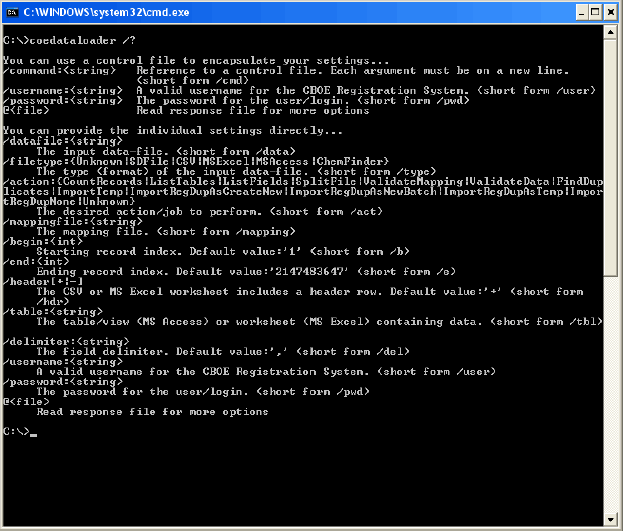 C:\WINDOWS\system32\cmd.exe
C:\>coedataloader /?
You can use a control file to encapsulate your settings...
/command:<string>   Reference to a control file. Each argument must be on a new line.
(short form /cmd)
/username:<string>  A valid username for the CBOE Registration System. (short form /user)
/password:<string>  The password for the user/login. (short form /pwd)
@<file>             Read response file for more options
You can provide the individual settings directly...
/datafile:<string>
The input data-file. (short form /data)
/filetype:{Unknown|SDFile|CSV|MSExcel|MSAccess|ChemFinder}
The type (format) of the input data-file. (short form /type)
/action:{CountRecords|ListTables|ListFields|SplitFile|ValidateMapping|ValidateData|FindDup
licates|ImportTemp|ImportRegDupAsCreateNew|ImportRegDupAsNewBatch|ImportRegDupAsTemp|Impor
tRegDupNone|Unknown}
The desired action/job to perform. (short form /act)
/mappingfile:<string>
The mapping file. (short form /mapping)
/begin:<int>
Starting record index. Default value:'1' (short form /b)
/end:<int>
Ending record index. Default value:'2147483647' (short form /e)
/header[+|-]
The CSV or MS Excel worksheet includes a header row. Default value:'+' (short form
/hdr)
/table:<string>
The table/view (MS Access) or worksheet (MS Excel) containing data. (short form /tbl)
/delimiter:<string>
The field delimiter. Default value:',' (short form /del)
/username:<string>
A valid username for the CBOE Registration System. (short form /user)
/password:<string>
The password for the user/login. (short form /pwd)
@<file>
Read response file for more options
C:\>_